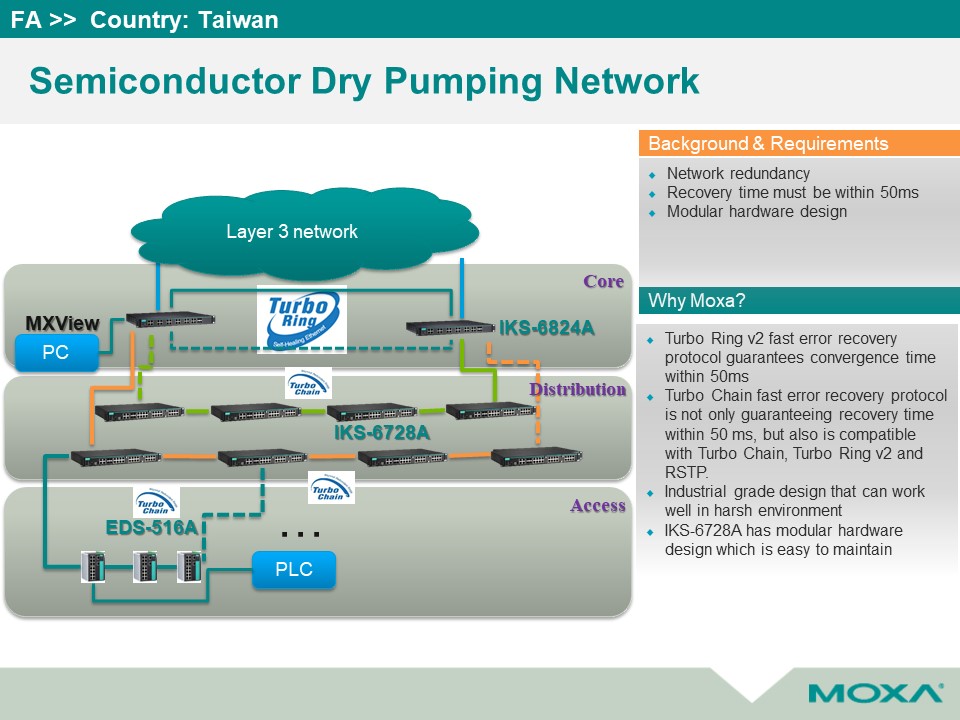 FA >> Country: Taiwan
Semiconductor Dry Pumping Network
Background & Requirements
Network redundancy
Recovery time must be within 50ms
Modular hardware design
Why Moxa?
Turbo Ring v2 fast error recovery
protocol guarantees convergence time
within 50ms
Turbo Chain fast error recovery protocol
is not only guaranteeing recovery time
within 50 ms, but also is compatible
with Turbo Chain, Turbo Ring v2 and
RSTP.
Industrial grade design that can work
well in harsh environment
IKS-6728A has modular hardware
design which is easy to maintain
Layer 3 network
Core
Turbo
Ring
Self-Healing Ethernet
MXView
PC
IKS-6824A
Turbo
Chain
Distribution
IKS-6728A
Turbo
Chain
Turbo
Chain
Access
EDS-516A
...
PLC
MOXA®